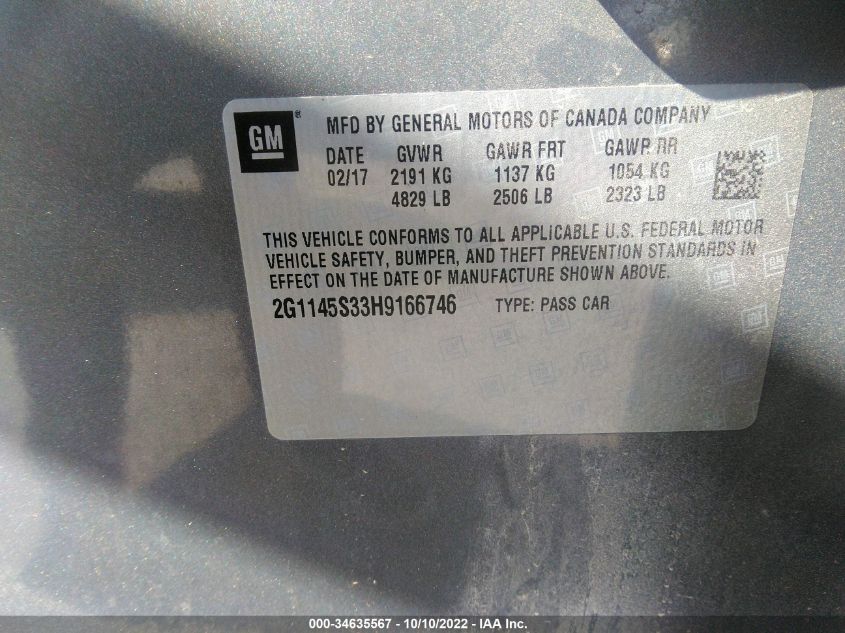 GM ®
MFD BY GENERAL MOTORS OF CANADA COMPANY
DATE GVWR GAWR FRT GAWR RR
02/17 2191 KG 1137 KG 1054 KG
4829 LB 2506 LB 2323 LB
THIS VEHICLE CONFORMS TO ALL APPLICABLE U.S. FEDERAL MOTOR
VEHICLE SAFETY, BUMPER, AND THEFT PREVENTION STANDARDS IN
EFFECT ON THE DATE OF MANUFACTURE SHOWN ABOVE.
2G1145S33H9166746 TYPE: PASS CAR
000-34635567 - 10/10/2022 - IAA Inc.